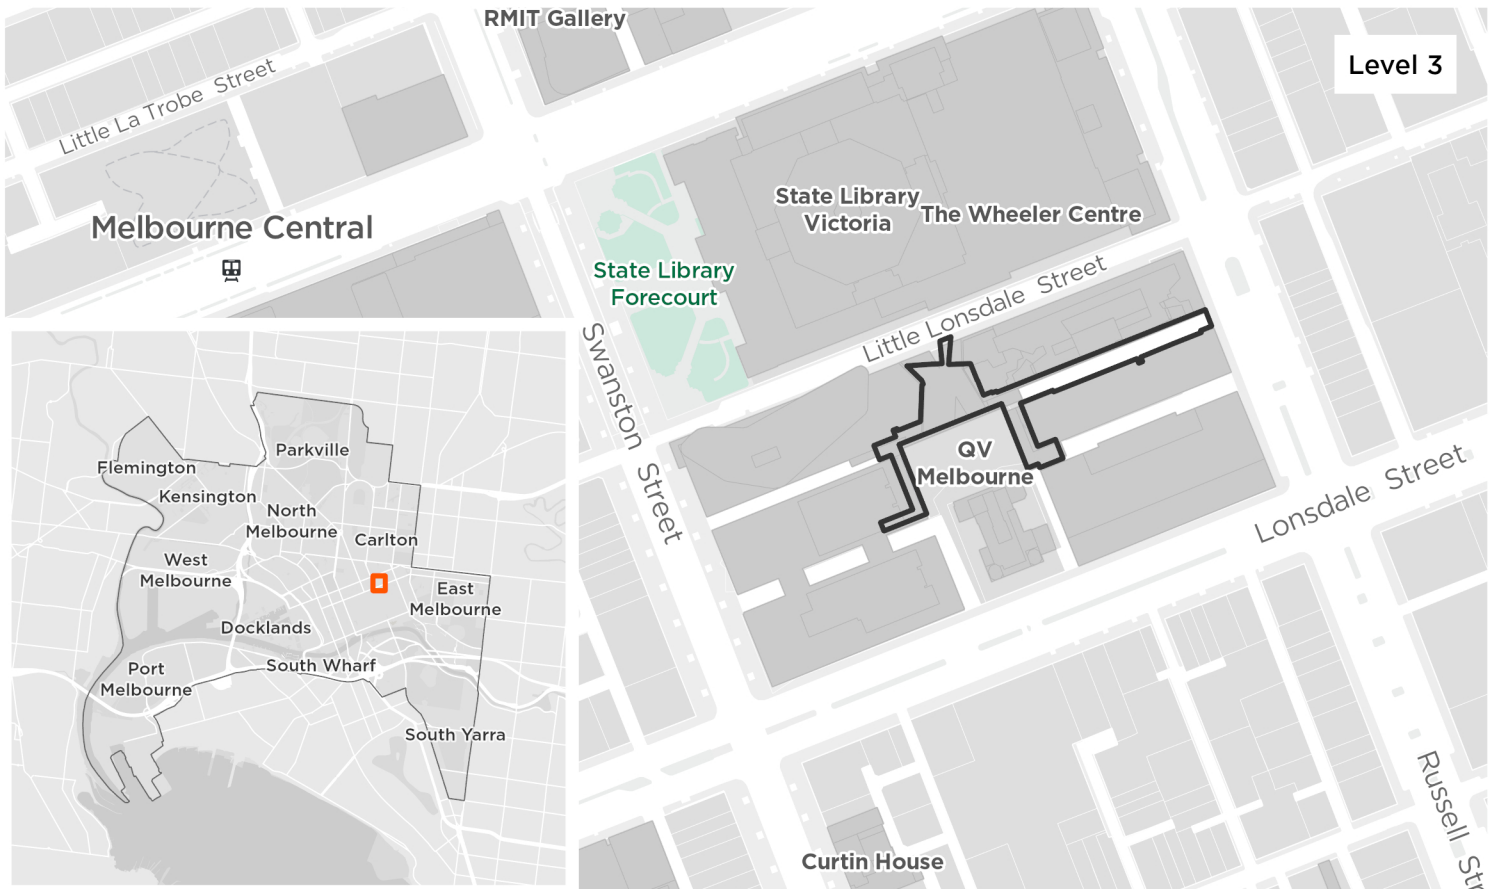 RMIT Gallery
Level 3
Little La Trobe Street
State Library
Victoria
The Wheeler Centre
Melbourne Central
State Library
Forecourt
Little Lonsdale Street
Swanston Street
QV
Melbourne
Lonsdale Street
Russell Str
Curtin House
Parkville
Flemington
Kensington
North
Melbourne
Carlton
West
Melbourne
East
Melbourne
Docklands
South Wharf
Port
Melbourne
South Yarra